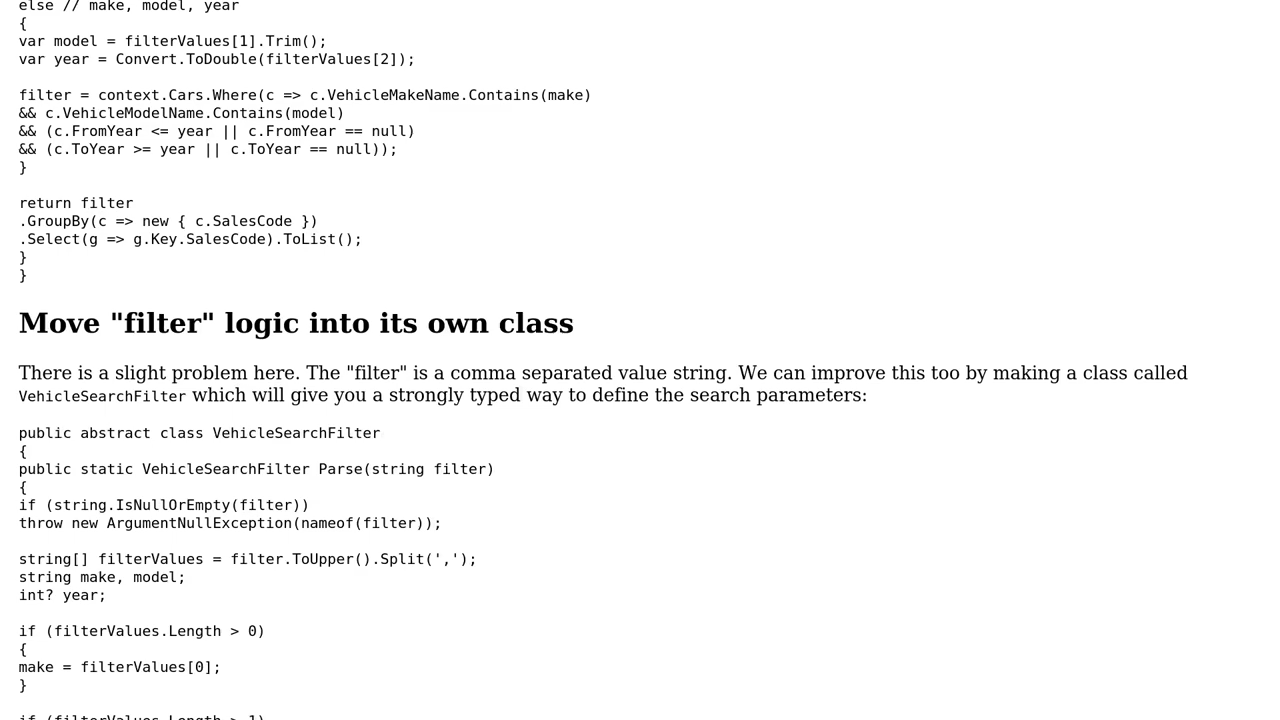 else // make, model, year
{
var model = filterValues[1].Trim();
var year = Convert.ToDouble(filterValues[2]);
filter = context.Cars.Where(c => c.VehicleMakeName.Contains(make)
&& c.VehicleModelName.Contains(model)
&& (c.FromYear <= year || c.FromYear == null)
&& (c.ToYear >= year || c.ToYear == null));
}
return filter
.GroupBy(c => new { c.SalesCode })
.Select(g => g.Key.SalesCode).ToList();
}
}
Move "filter" logic into its own class
There is a slight problem here. The "filter" is a comma separated value string. We can improve this too by making a class called
VehicleSearchFilter which will give you a strongly typed way to define the search parameters:
public abstract class VehicleSearchFilter
{
public static VehicleSearchFilter Parse(string filter)
{
if (string.IsNullOrEmpty(filter))
throw new ArgumentNullException(nameof(filter));
string[] filterValues = filter.ToUpper().Split(',');
string make, model;
int? year;
if (filterValues.Length > 0)
{
make = filterValues[0];
}
if (filterValues.Length > 1)